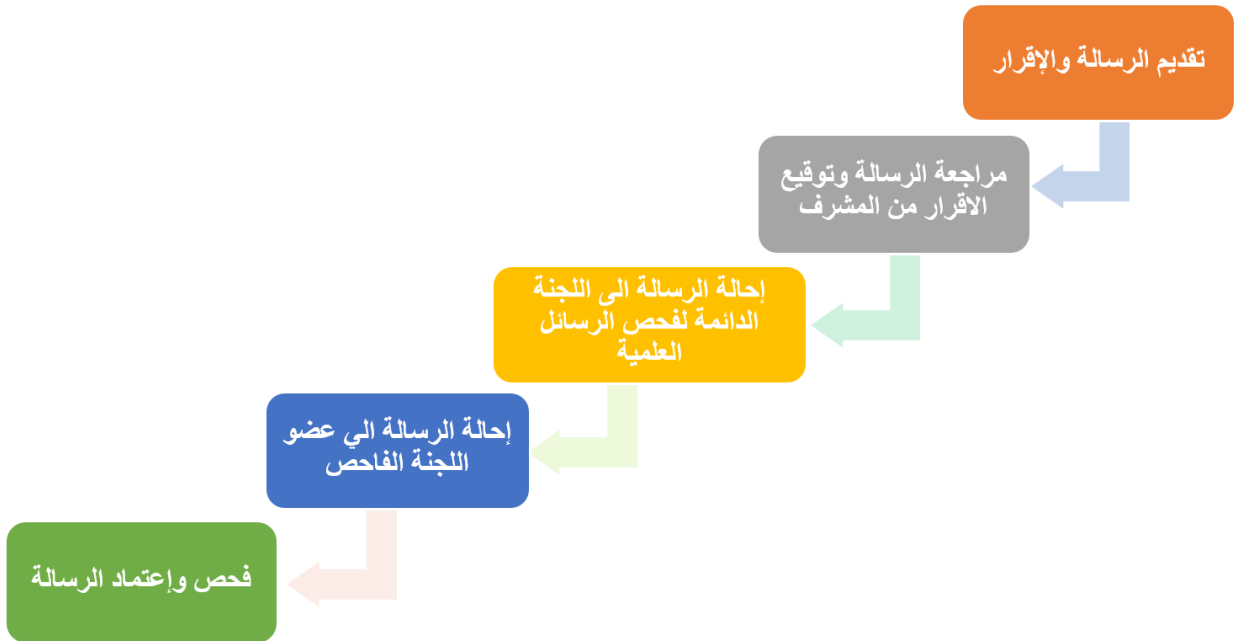 تقديم الرسالة والإقرار
مراجعة الرسالة وتوقيع
الاقرار من المشرف
إحالة الرسالة الى اللجنة
الدائمة لفحص الرسائل
العلمية
إحالة الرسالة الي عضو
اللجنة الفاحص
فحص وإعتماد الرسالة